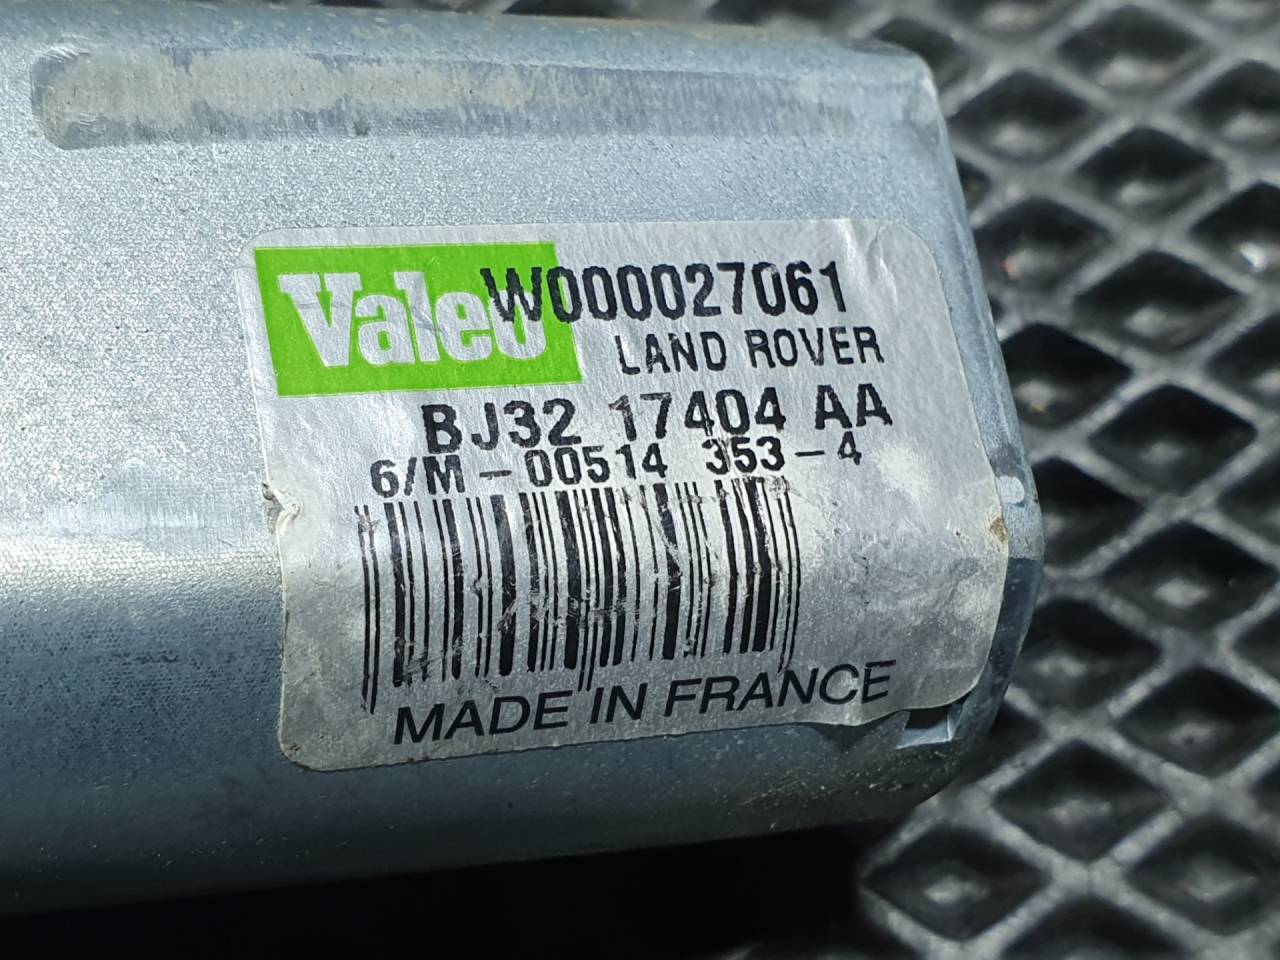 Valeo W000027061
LAND ROVER
BJ32 17404 AA
6/M-00514 353-4
MADE IN FRANCE